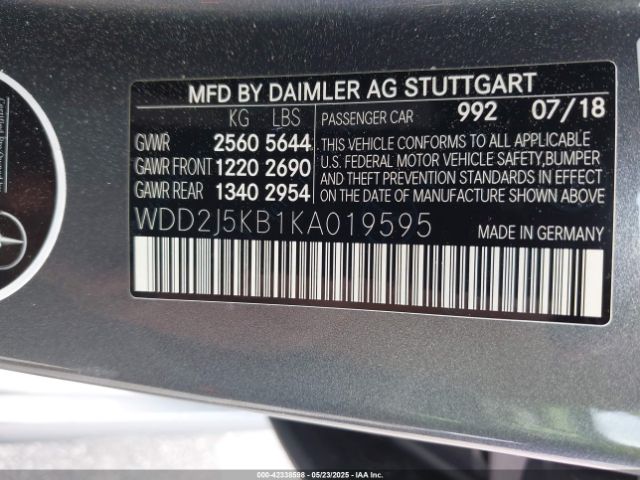 MFD BY DAIMLER AG STUTTGART
KG LBS
PASSENGER CAR 992 07/18
GVWR 2560 5644
GAWR FRONT 1220 2690
GAWR REAR 1340 2954
THIS VEHICLE CONFORMS TO ALL APPLICABLE
U.S. FEDERAL MOTOR VEHICLE SAFETY, BUMPER
AND THEFT PREVENTION STANDARDS IN EFFECT
ON DATE OF MANUFACTURE SHOWN ABOVE
WDD2J5KB1KA019595
MADE IN GERMANY
000-42338598 - 05/23/2025 - IAA Inc.